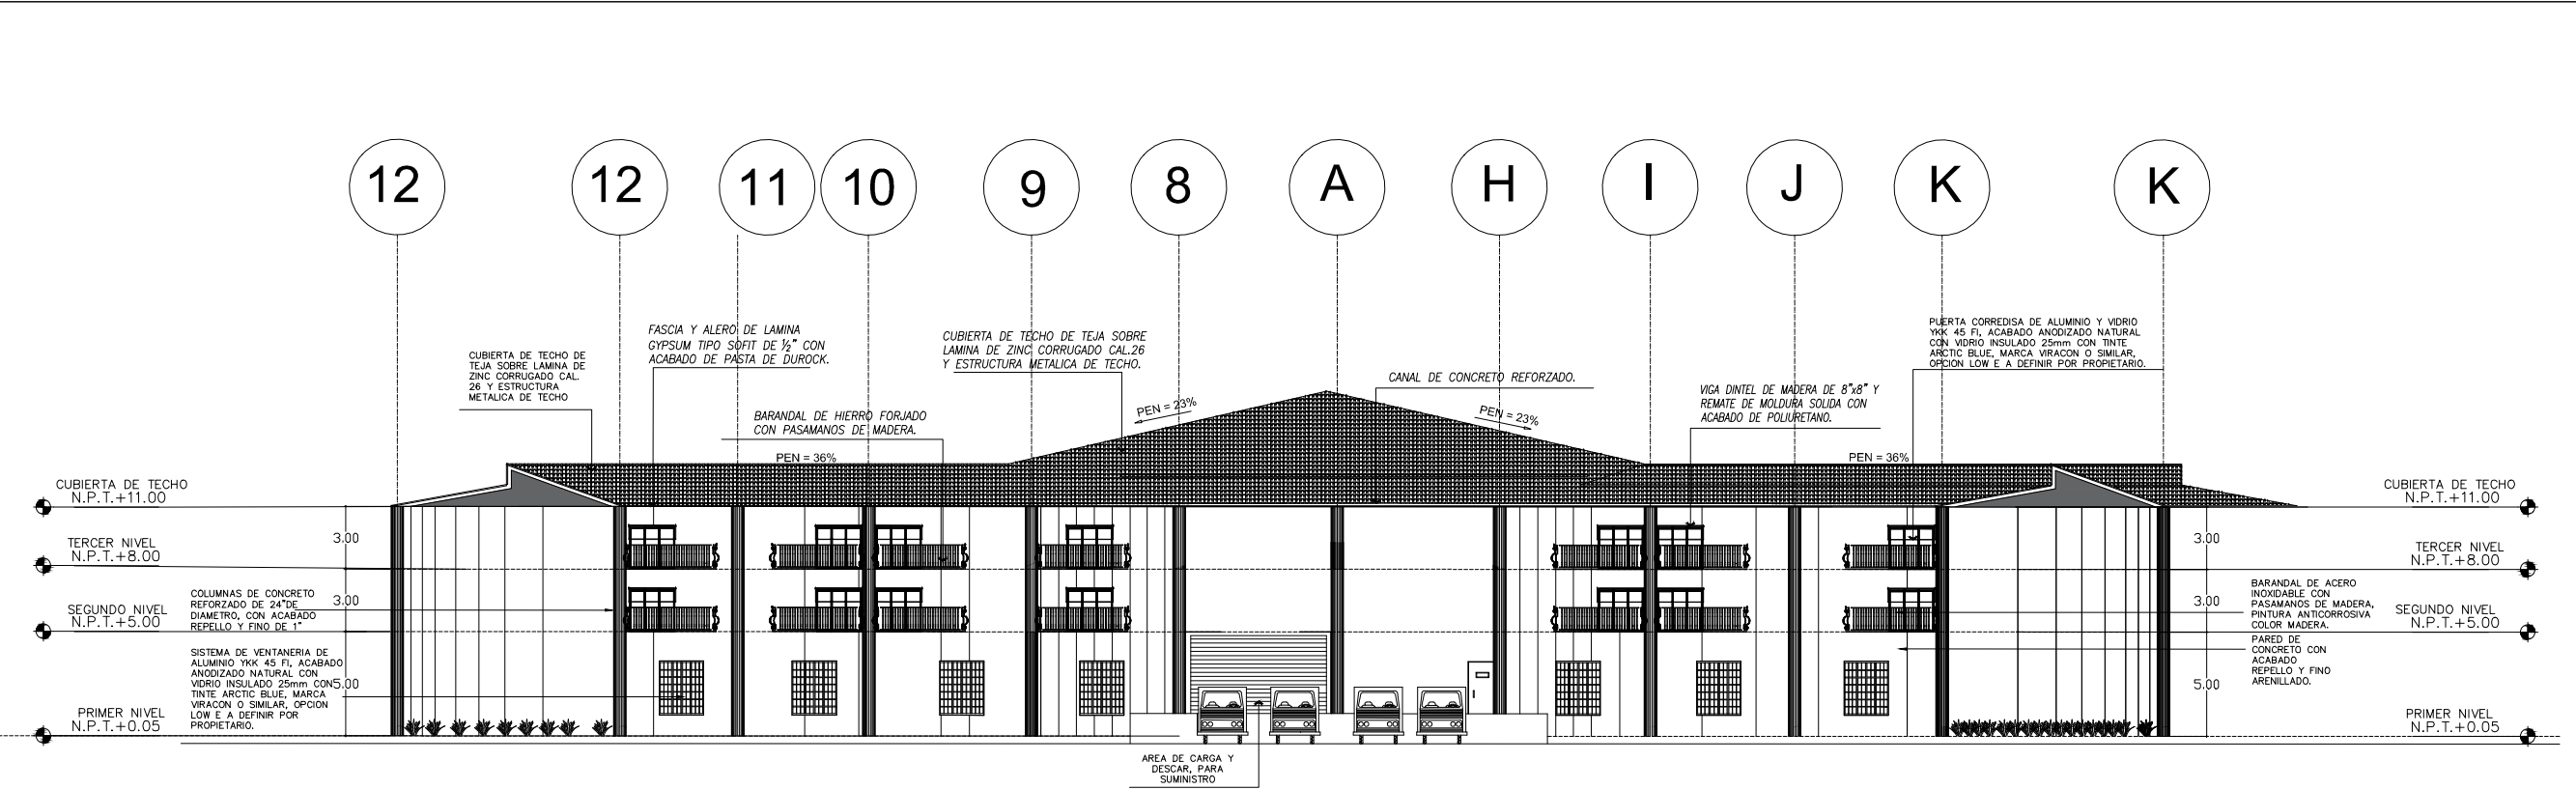 12
12
11
10
9
8
A
H
I
J
K
K
CUBIERTA DE TECHO DE
TEJA SOBRE LAMINA DE
ZINC CORRUGADO CAL.
26 Y ESTRUCTURA
METALICA DE TECHO
FASCIA Y ALERO DE LAMINA
GYPSUM TIPO SOFIT DE ½" CON
ACABADO DE PASTA DE DUROCK.
BARANDAL DE HIERRO FORJADO
CON PASAMANOS DE MADERA.
CUBIERTA DE TECHO DE TEJA SOBRE
LAMINA DE ZINC CORRUGADO CAL.26
Y ESTRUCTURA METALICA DE TECHO.
CANAL DE CONCRETO REFORZADO.
VIGA DINTEL DE MADERA DE 8"x8" Y
REMATE DE MOLDURA SOLIDA CON
ACABADO DE POLIURETANO.
PUERTA CORREDISA DE ALUMINIO Y VIDRIO
YKK 45 FI, ACABADO ANODIZADO NATURAL
CON VIDRIO INSULADO 25mm CON TINTE
ARCTIC BLUE, MARCA VIRACON O SIMILAR,
OPCION LOW E A DEFINIR POR PROPIETARIO.
PEN = 23%
PEN = 23%
PEN = 36%
PEN = 36%
CUBIERTA DE TECHO
N.P.T.+11.00
TERCER NIVEL
N.P.T.+8.00
SEGUNDO NIVEL
N.P.T.+5.00
PRIMER NIVEL
N.P.T.+0.05
3.00
3.00
5.00
COLUMNAS DE CONCRETO
REFORZADO DE 24"DE
DIAMETRO, CON ACABADO
REPELLO Y FINO DE 1"
SISTEMA DE VENTANERIA DE
ALUMINIO YKK 45 FI, ACABADO
ANODIZADO NATURAL CON
VIDRIO INSULADO 25mm CON
TINTE ARCTIC BLUE, MARCA
VIRACON O SIMILAR, OPCION
LOW E A DEFINIR POR
PROPIETARIO.
AREA DE CARGA Y
DESCAR, PARA
SUMINISTRO
3.00
3.00
5.00
BARANDAL DE ACERO
INOXIDABLE CON
PASAMANOS DE MADERA,
PINTURA ANTICORROSIVA
COLOR MADERA.
PARED DE
CONCRETO CON
ACABADO
REPELLO Y FINO
ARENILLADO.
CUBIERTA DE TECHO
N.P.T.+11.00
TERCER NIVEL
N.P.T.+8.00
SEGUNDO NIVEL
N.P.T.+5.00
PRIMER NIVEL
N.P.T.+0.05